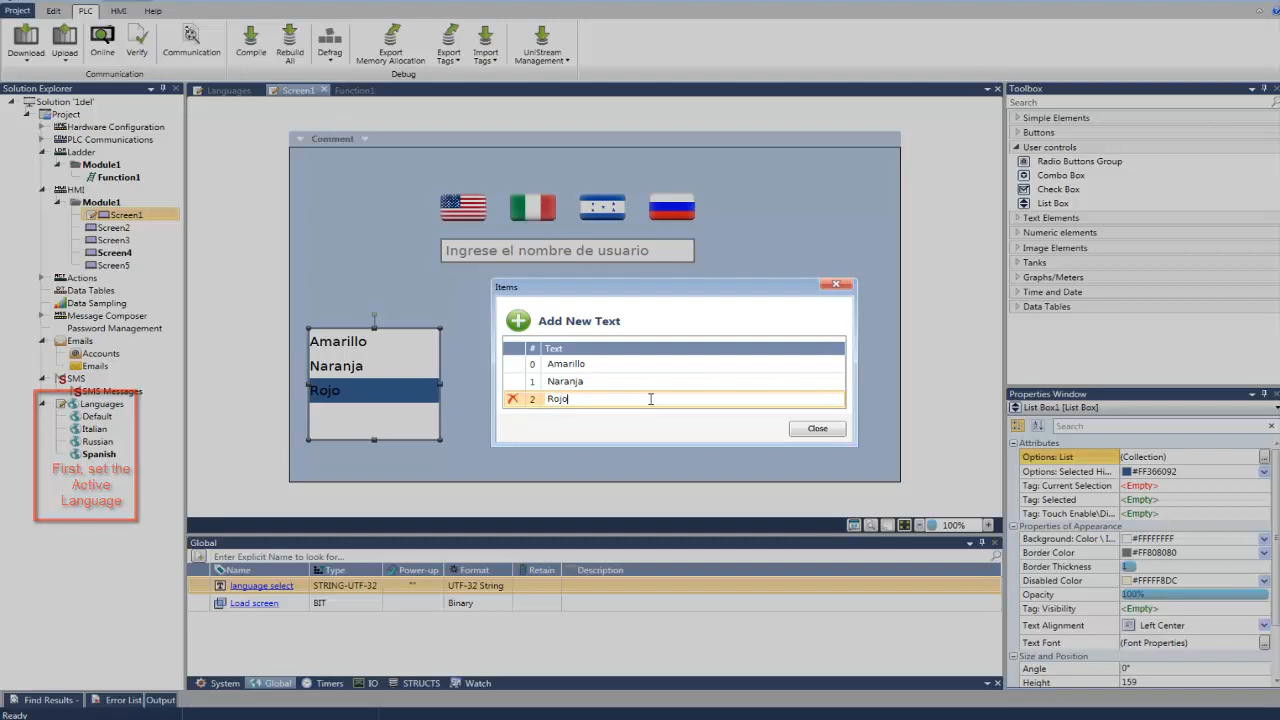 Project Edit PLC HMI Help
Download Upload Online Verify Communication Compile Rebuild All Defrag Export Memory Allocation Export Tags Import Tags UniStream Management
Communication Debug
Solution Explorer
Languages Screen1 Function1
Toolbox
Solution '1del'
Project
Hardware Configuration
PLC Communications
Ladder
Module1
Function1
HMI
Module1
Screen1
Screen2
Screen3
Screen4
Screen5
Actions
Data Tables
Data Sampling
Message Composer
Password Management
Emails
Accounts
Emails
SMS
SMS Messages
Languages
Default
Italian
Russian
Spanish
First, set the
Active
Language
Comment
Ingrese el nombre de usuario
Amarillo
Naranja
Rojo
Items
Add New Text
# Text
0 Amarillo
1 Naranja
2 Rojo
Close
100%
Search
Simple Elements
Buttons
User controls
Radio Buttons Group
Combo Box
Check Box
List Box
Text Elements
Numeric elements
Image Elements
Tanks
Graphs/Meters
Time and Date
Data Tables
Properties Window
List Box1 [List Box]
Search
Attributes
Options: List (Collection) ...
Options: Selected Hi... #FF366092
Tag: Current Selection <Empty>
Tag: Selected <Empty>
Tag: Touch Enable\Di... <Empty>
Properties of Appearance
Background: Color \ I... #FFFFFFFF
Border Color #FF808080
Border Thickness 1
Disabled Color #FFFFF8DC
Opacity 100%
Tag: Visibility <Empty>
Text Alignment Left Center
Text Font (Font Properties) ...
Size and Position
Angle 0°
Height 159
Global
Enter Explicit Name to look for...
Name Type Power-up Format Retain Description
language select STRING-UTF-32 "" UTF-32 String
Load screen BIT Binary
System Global Timers IO STRUCTS Watch
Find Results - Error List Output
Ready